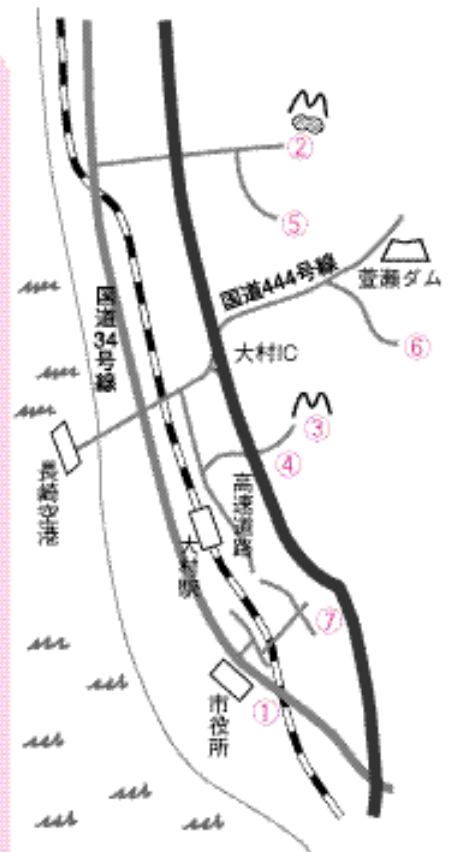 ②
⑤
国道444号線
萱瀬ダム
国道34号線
大村IC
⑥
③
④
長崎空港
高速道路
大村駅
⑦
市役所
①